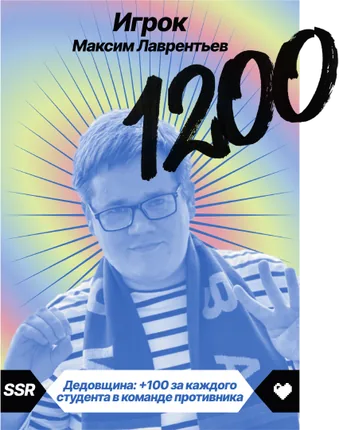 Игрок
Максим Лаврентьев
1200
SSR
Дедовщина: +100 за каждого
студента в команде противника